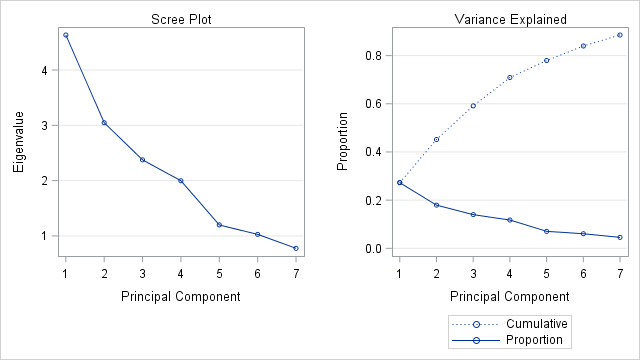 Scree Plot
Eigenvalue
4
3
2
1
1 2 3 4 5 6 7
Principal Component
Variance Explained
Proportion
0.8
0.6
0.4
0.2
0.0
1 2 3 4 5 6 7
Principal Component
Cumulative
Proportion